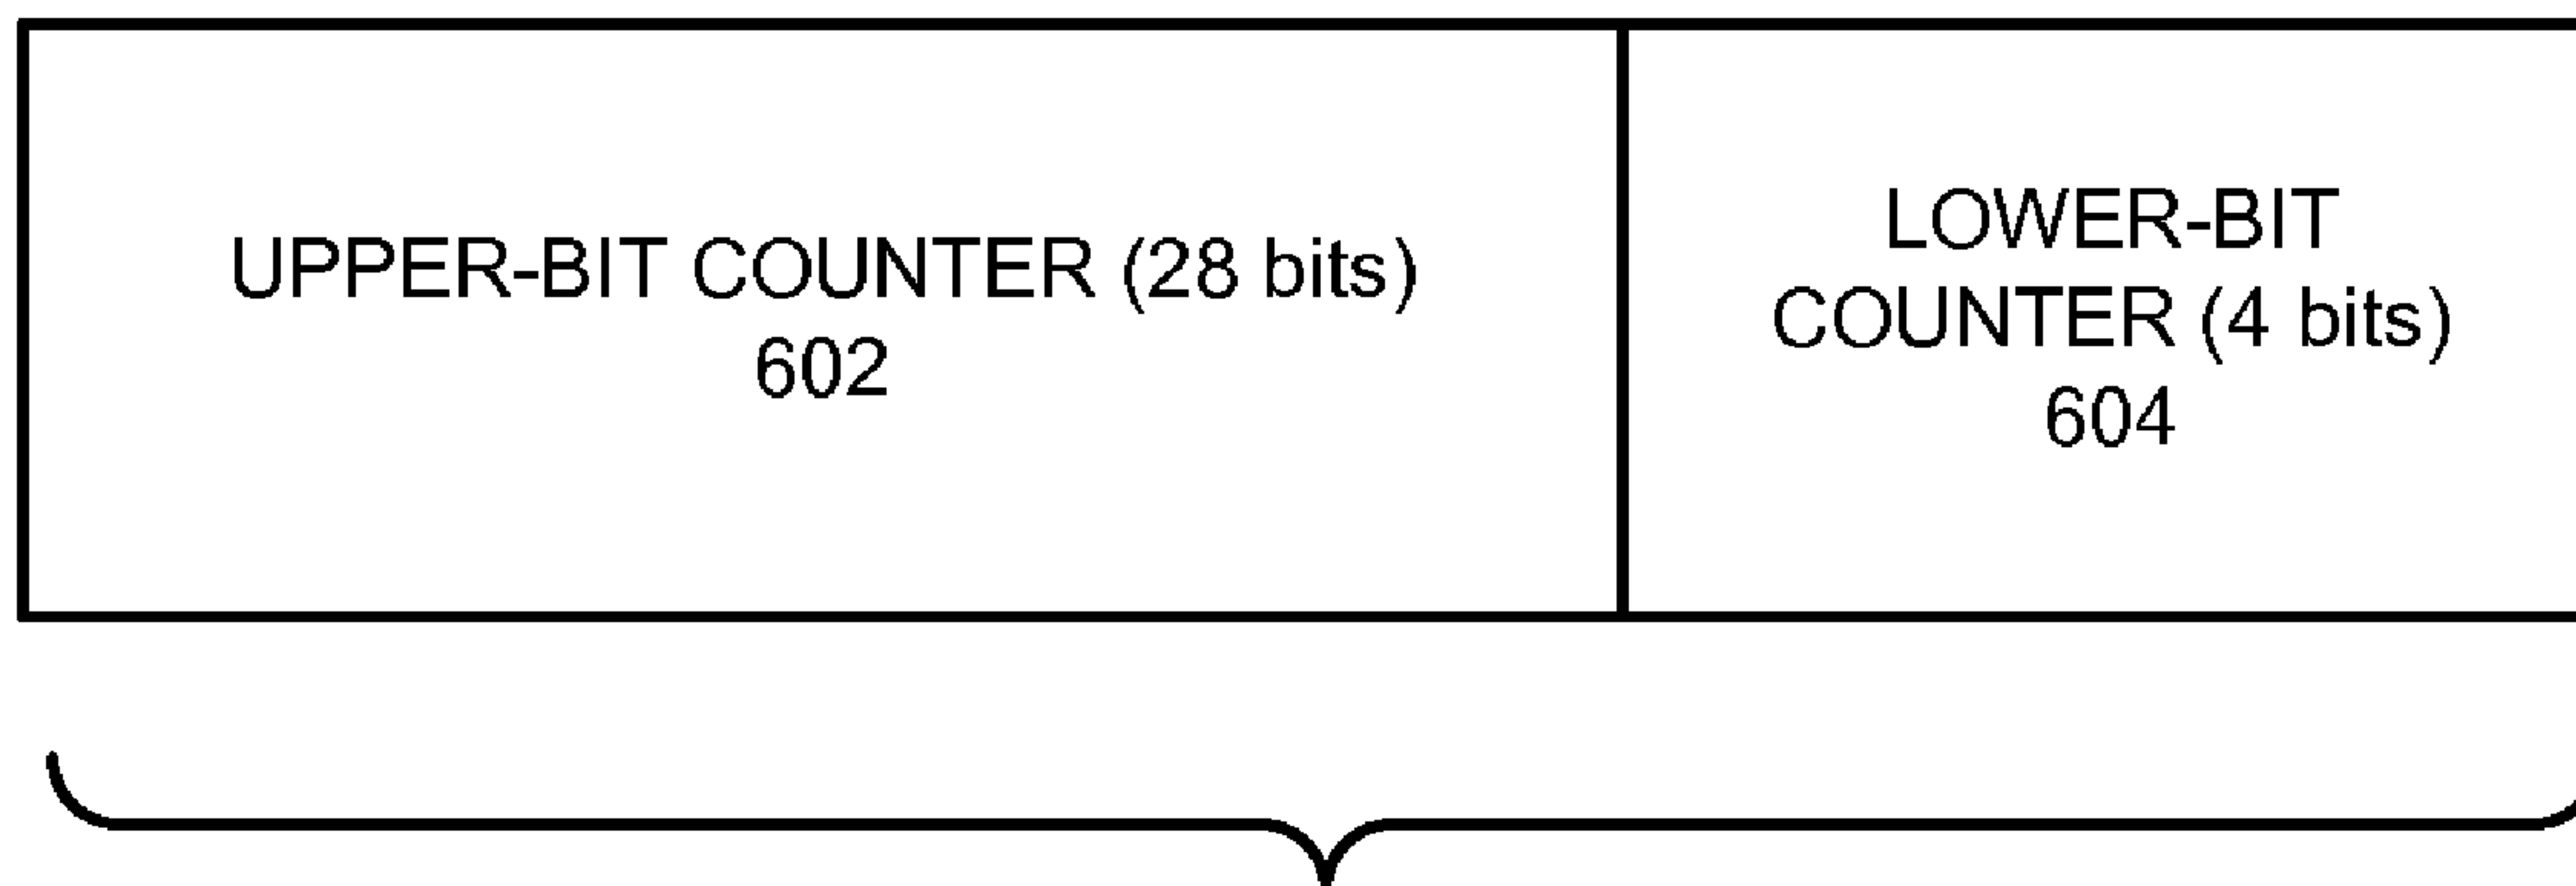 UPPER-BIT COUNTER (28 bits)
602
LOWER-BIT
COUNTER (4 bits)
604